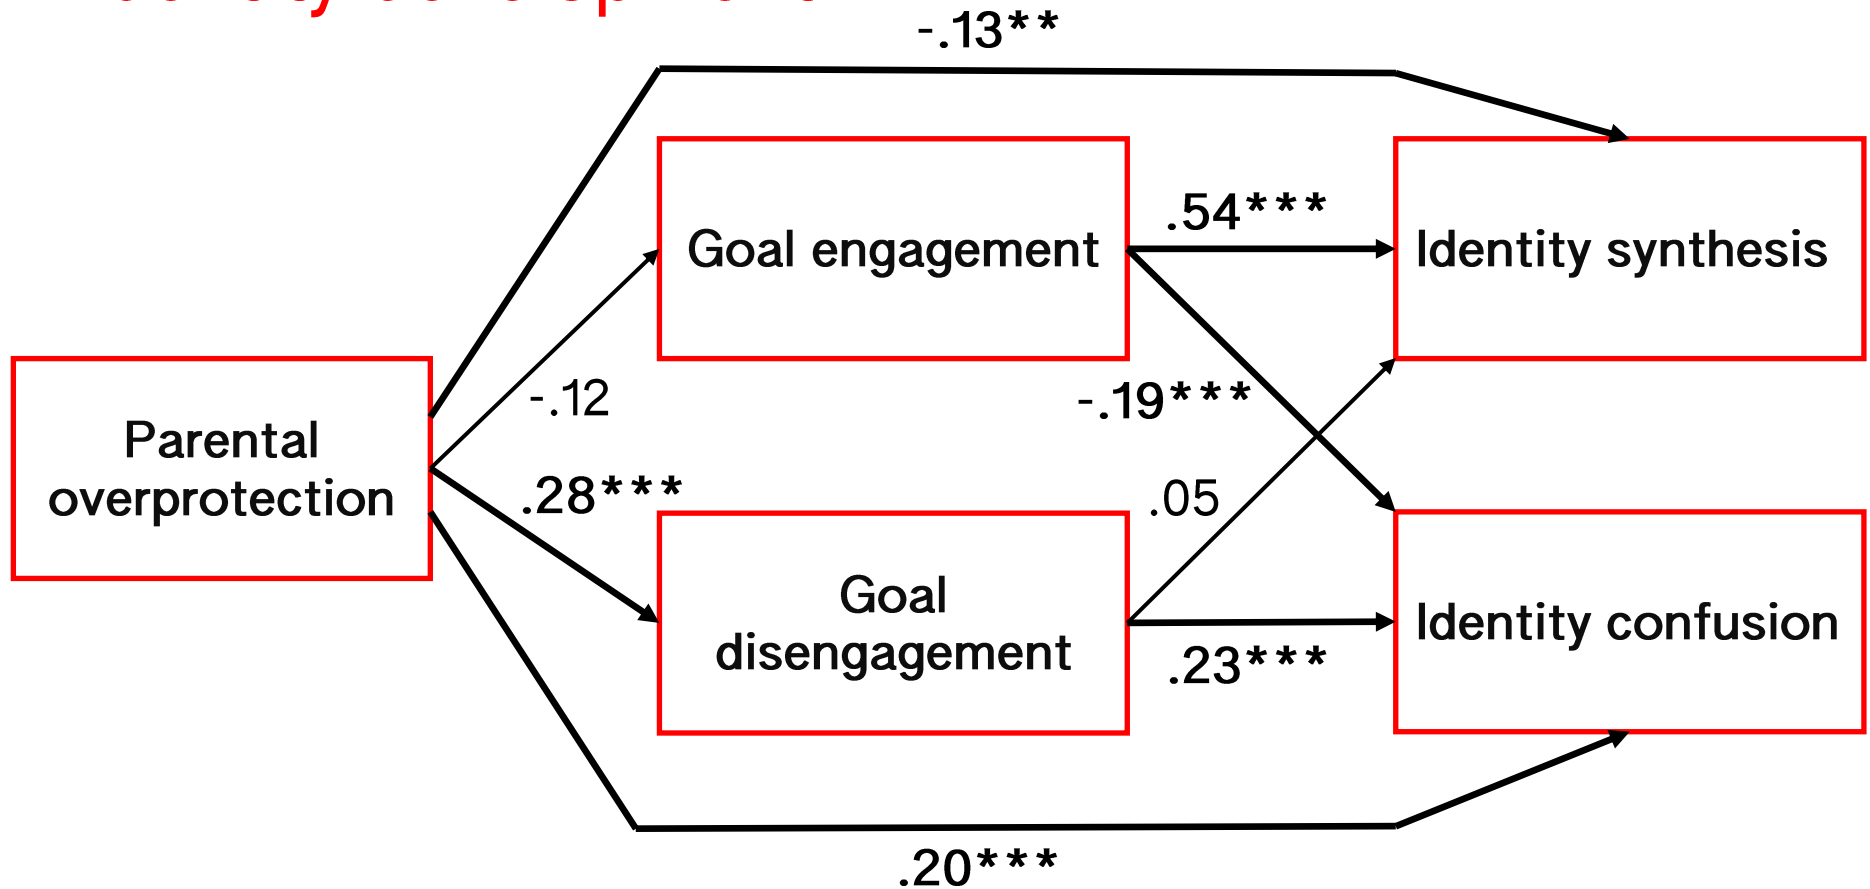 -.13**
Goal engagement
.54***
Identity synthesis
-.12
-.19***
Parental
overprotection
.28***
.05
Goal
disengagement
.23***
Identity confusion
.20***